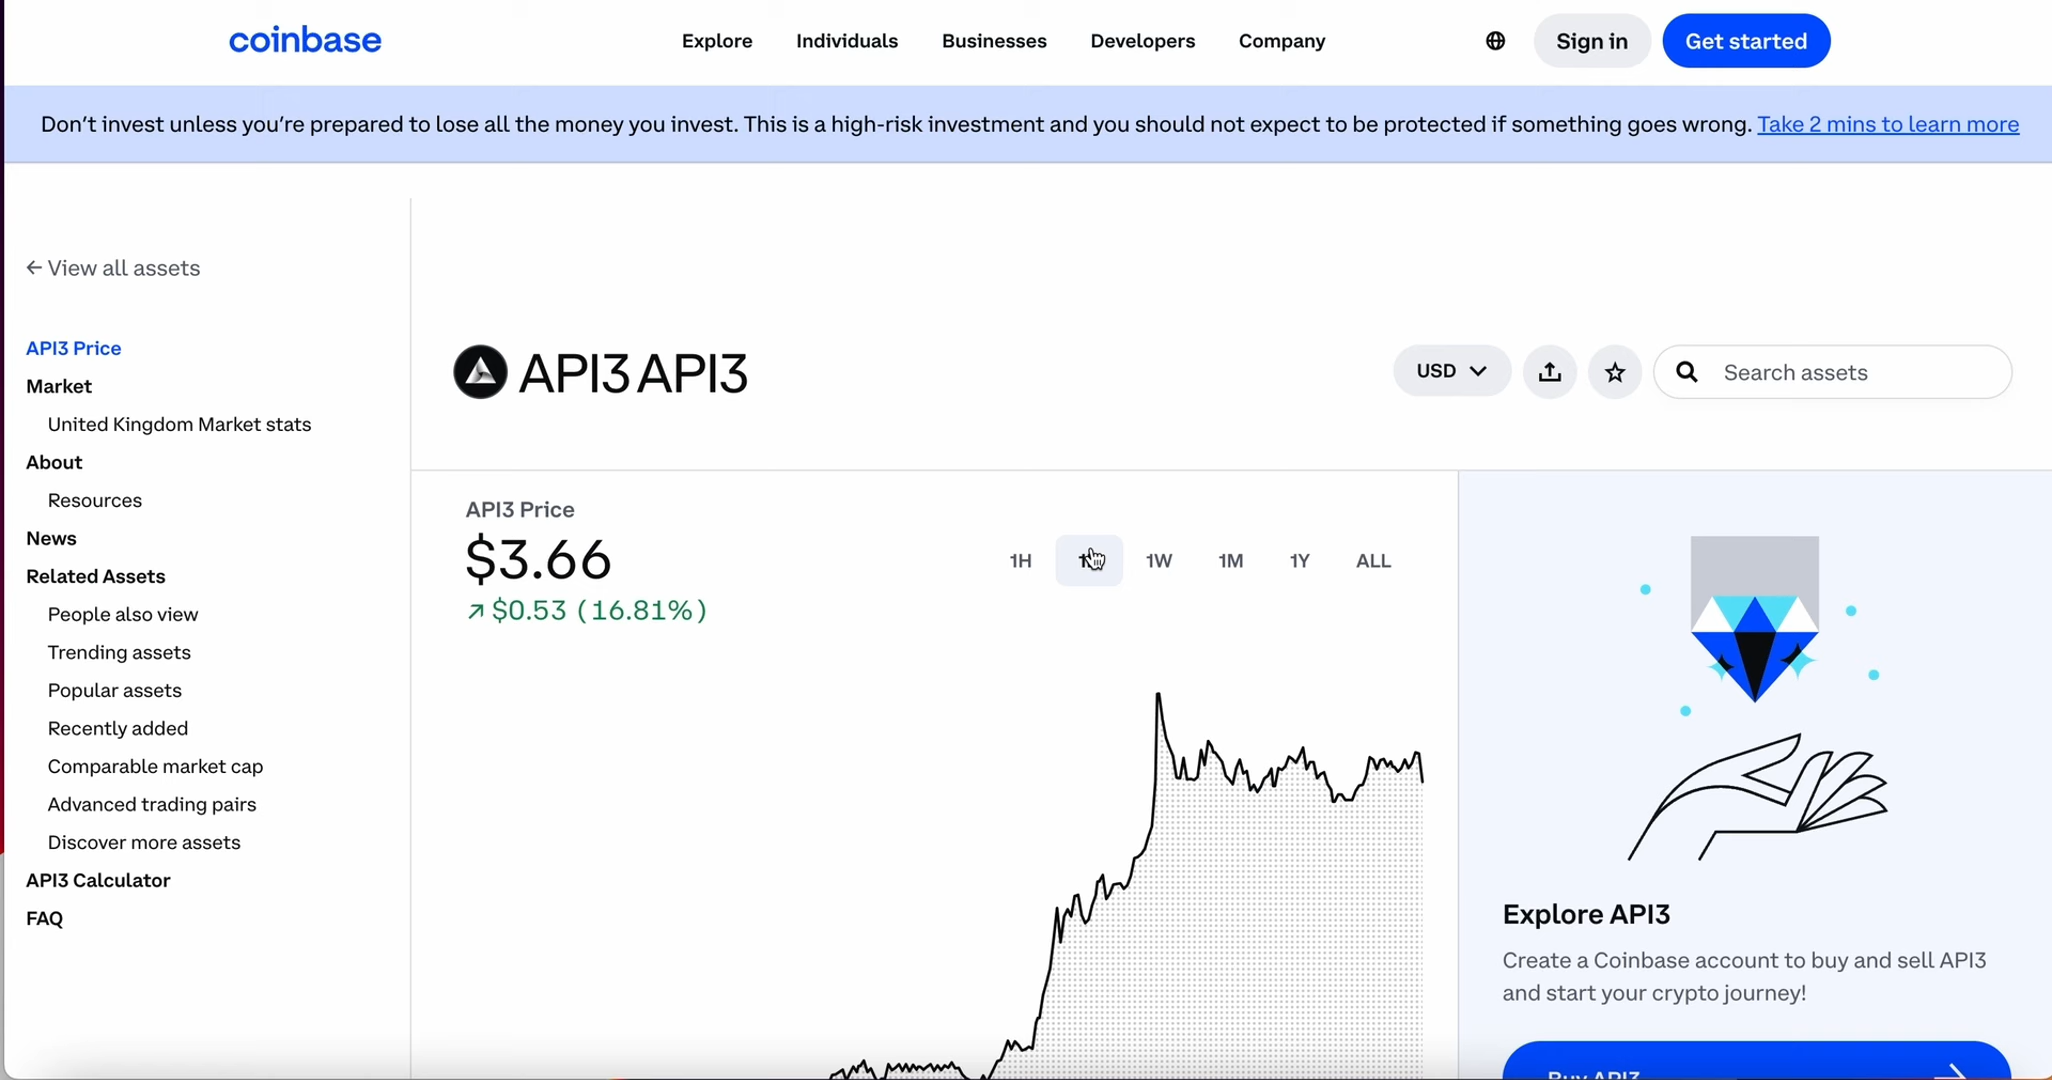 coinbase
Explore Individuals Businesses Developers Company
Sign in Get started
Don't invest unless you're prepared to lose all the money you invest. This is a high-risk investment and you should not expect to be protected if something goes wrong. Take 2 mins to learn more
← View all assets
API3 Price
Market
United Kingdom Market stats
About
Resources
News
Related Assets
People also view
Trending assets
Popular assets
Recently added
Comparable market cap
Advanced trading pairs
Discover more assets
API3 Calculator
FAQ
API3 API3
USD
Search assets
API3 Price
$3.66
↗ $0.53 (16.81%)
1H 1W 1M 1Y ALL
Explore API3
Create a Coinbase account to buy and sell API3
and start your crypto journey!
Buy API3